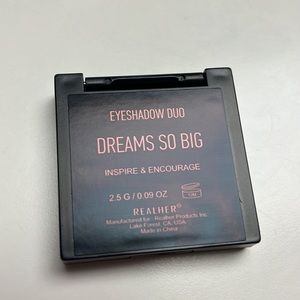 EYESHADOW DUO
DREAMS SO BIG
INSPIRE & ENCOURAGE
2.5 G / 0.09 OZ
REALHER®
Manufactured for : Realher Products Inc.
Lake Forest, CA, USA
Made in China